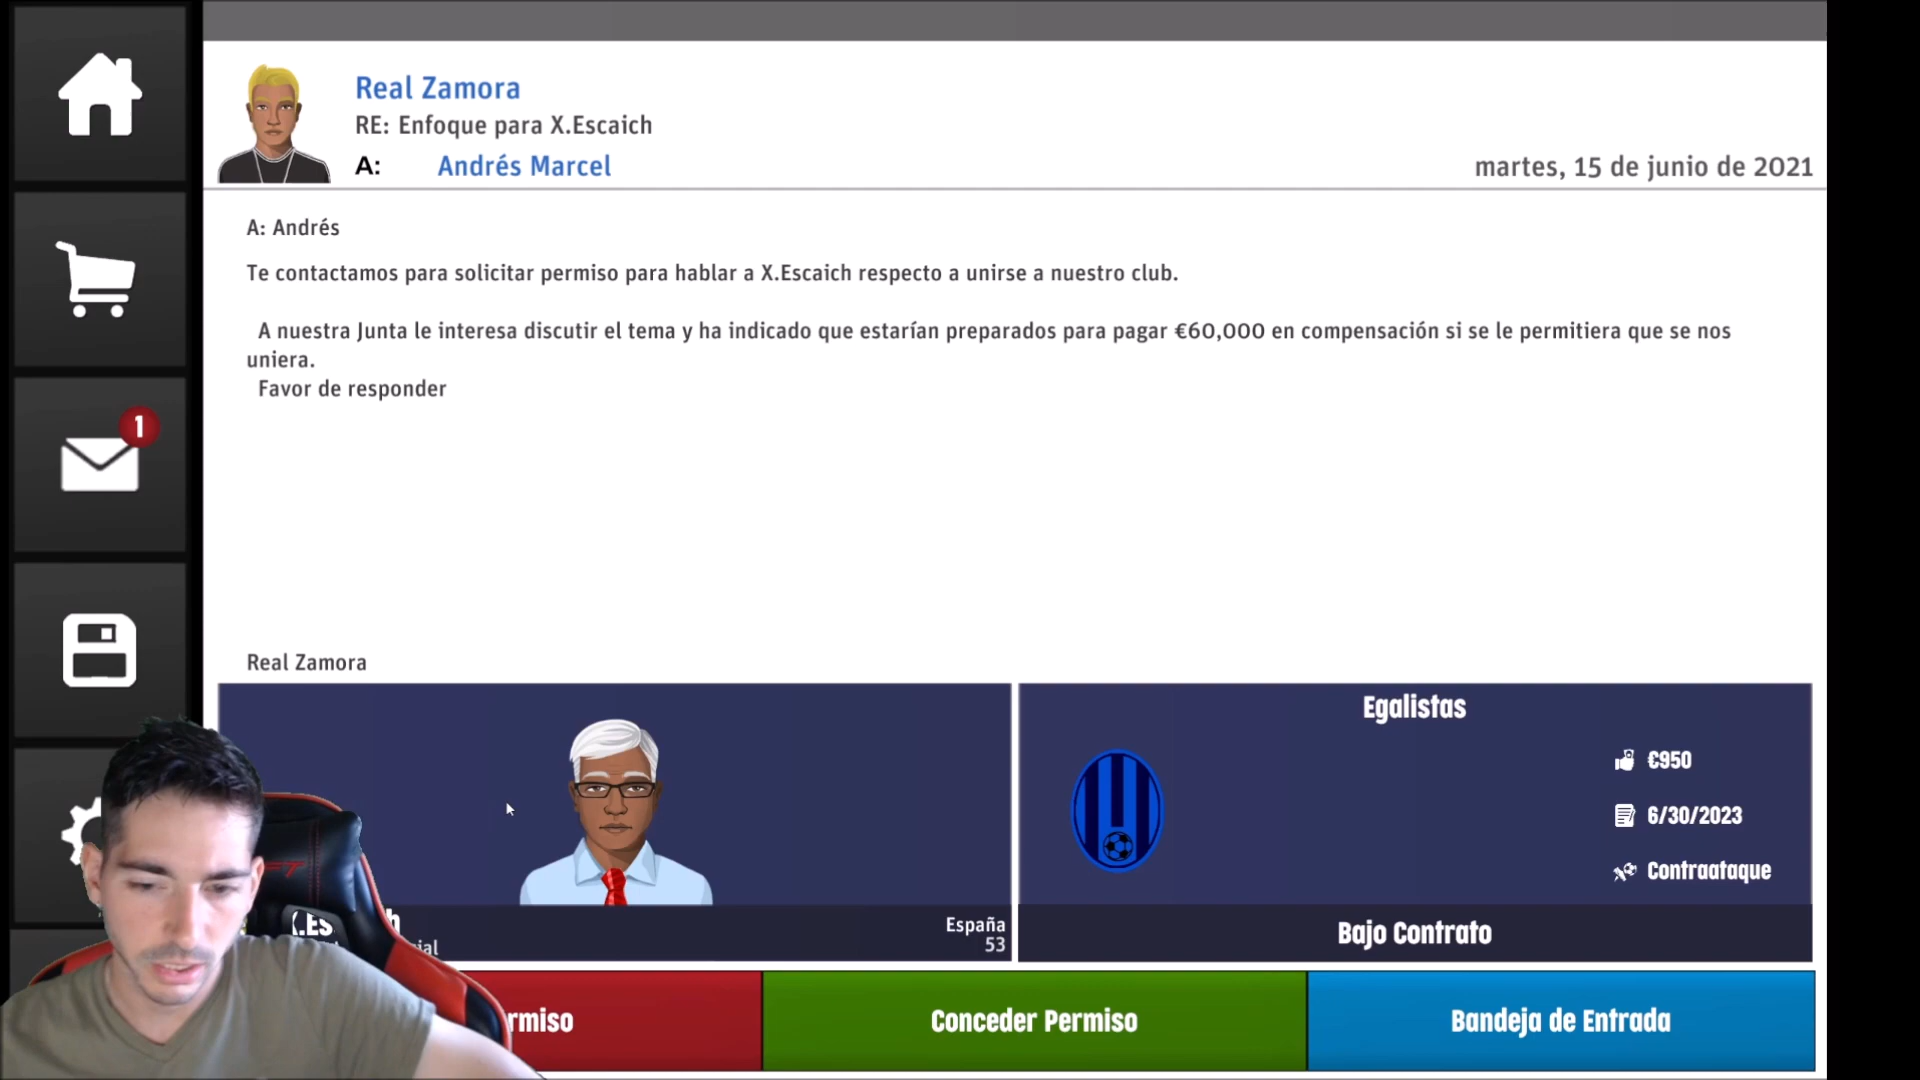 Real Zamora
RE: Enfoque para X.Escaich
A: Andrés Marcel
martes, 15 de junio de 2021
1
A: Andrés
Te contactamos para solicitar permiso para hablar a X.Escaich respecto a unirse a nuestro club.
A nuestra Junta le interesa discutir el tema y ha indicado que estarían preparados para pagar €60,000 en compensación si se le permitiera que se nos
uniera.
Favor de responder
Real Zamora
Egalistas
€950
6/30/2023
Contraataque
España
53
Bajo Contrato
Conceder Permiso
Bandeja de Entrada